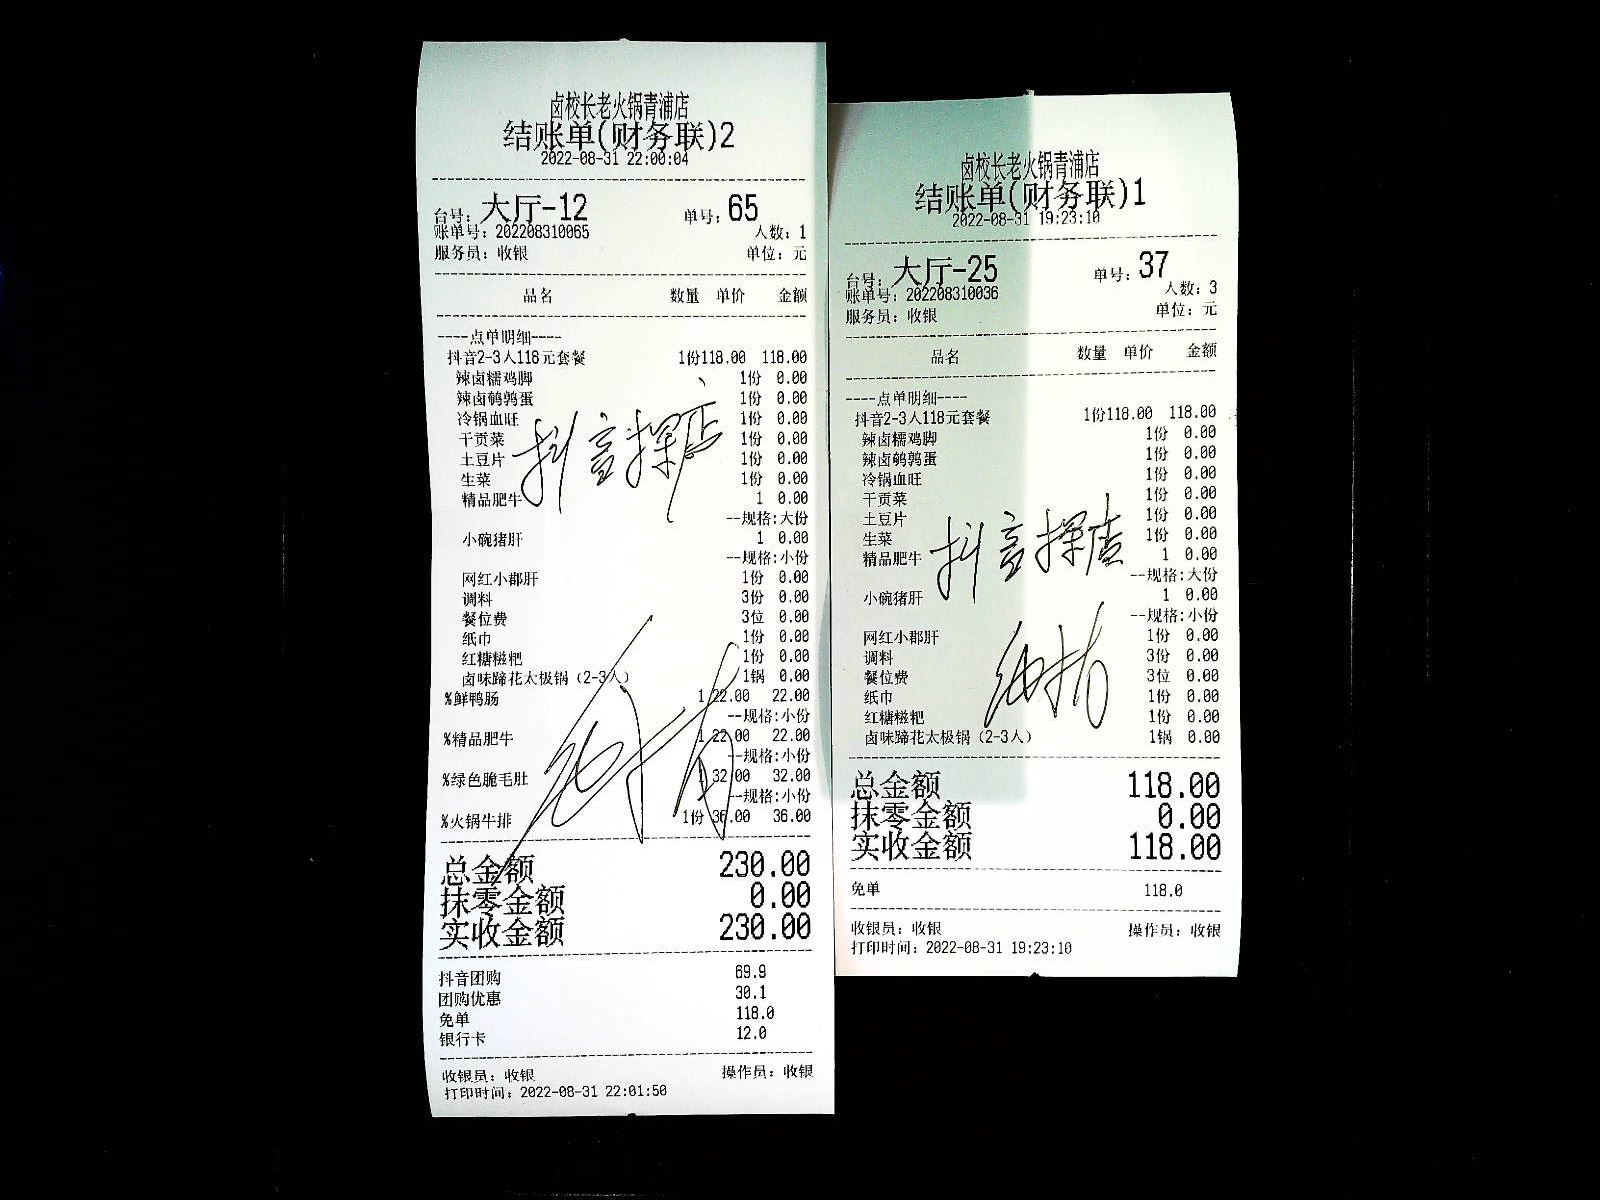 卤校长老火锅青浦店
结账单(财务联)2
2022-08-31 22:00:04
台号: 大厅-12 单号: 65
账单号: 202208310065 人数: 1
服务员: 收银 单位: 元
品名 数量 单价 金额
----点单明细----
抖音2-3人118元套餐 1份118.00 118.00
辣卤糯鸡脚 1份 0.00
辣卤鹌鹑蛋 1份 0.00
冷锅血旺 1份 0.00
干贡菜 1份 0.00
土豆片 1份 0.00
生菜 1份 0.00
精品肥牛 1 0.00
--规格:大份
小碗猪肝 1 0.00
--规格:小份
网红小郡肝 1份 0.00
调料 3份 0.00
餐位费 3位 0.00
纸巾 1份 0.00
红糖糍粑 1份 0.00
卤味蹄花太极锅（2-3人） 1锅 0.00
%鲜鸭肠 1 22.00 22.00
--规格:小份
%精品肥牛 1 22.00 22.00
--规格:小份
%绿色脆毛肚 1 32.00 32.00
--规格:小份
%火锅牛排 1份 36.00 36.00
抖音探店
总金额 230.00
抹零金额 0.00
实收金额 230.00
抖音团购 69.9
团购优惠 30.1
免单 118.0
银行卡 12.0
收银员: 收银 操作员: 收银
打印时间: 2022-08-31 22:01:50
卤校长老火锅青浦店
结账单(财务联)1
2022-08-31 19:23:10
台号: 大厅-25 单号: 37
账单号: 202208310036 人数: 3
服务员: 收银 单位: 元
品名 数量 单价 金额
----点单明细----
抖音2-3人118元套餐 1份118.00 118.00
辣卤糯鸡脚 1份 0.00
辣卤鹌鹑蛋 1份 0.00
冷锅血旺 1份 0.00
干贡菜 1份 0.00
土豆片 1份 0.00
生菜 1份 0.00
精品肥牛 1 0.00
--规格:大份
小碗猪肝 1 0.00
--规格:小份
网红小郡肝 1份 0.00
调料 3份 0.00
餐位费 3位 0.00
纸巾 1份 0.00
红糖糍粑 1份 0.00
卤味蹄花太极锅（2-3人） 1锅 0.00
抖音探店
总金额 118.00
抹零金额 0.00
实收金额 118.00
免单 118.0
收银员: 收银 操作员: 收银
打印时间: 2022-08-31 19:23:10